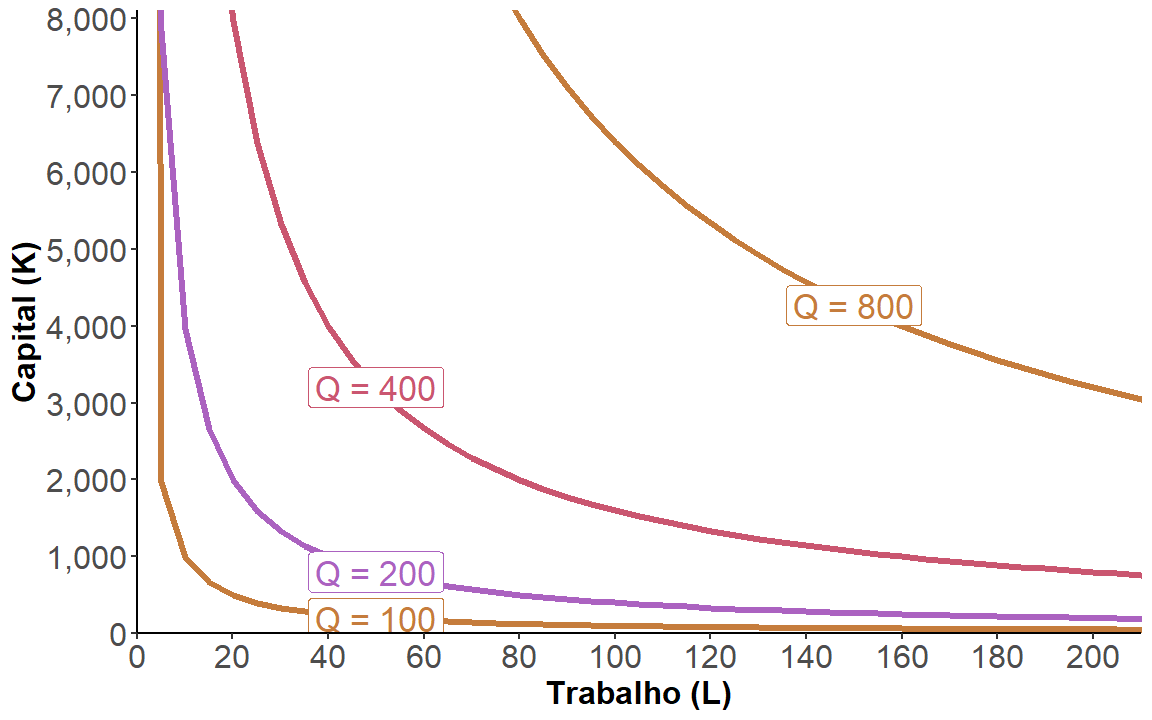 8,000
7,000
6,000
5,000
4,000
3,000
2,000
1,000
0
Capital (K)
Q = 800
Q = 400
Q = 200
Q = 100
0 20 40 60 80 100 120 140 160 180 200
Trabalho (L)